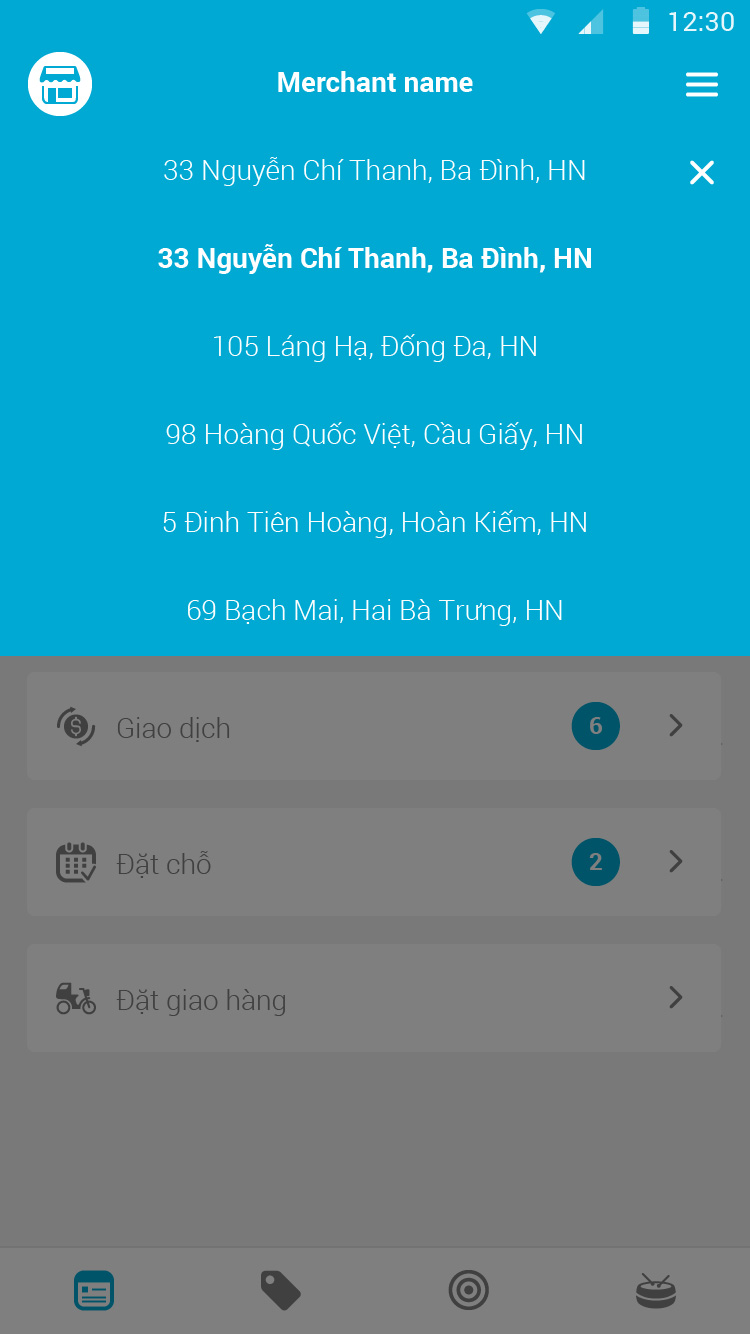 12:30
Merchant name
33 Nguyễn Chí Thanh, Ba Đình, HN
33 Nguyễn Chí Thanh, Ba Đình, HN
105 Láng Hạ, Đống Đa, HN
98 Hoàng Quốc Việt, Cầu Giấy, HN
5 Đinh Tiên Hoàng, Hoàn Kiếm, HN
69 Bạch Mai, Hai Bà Trưng, HN
Giao dịch 6
Đặt chỗ 2
Đặt giao hàng